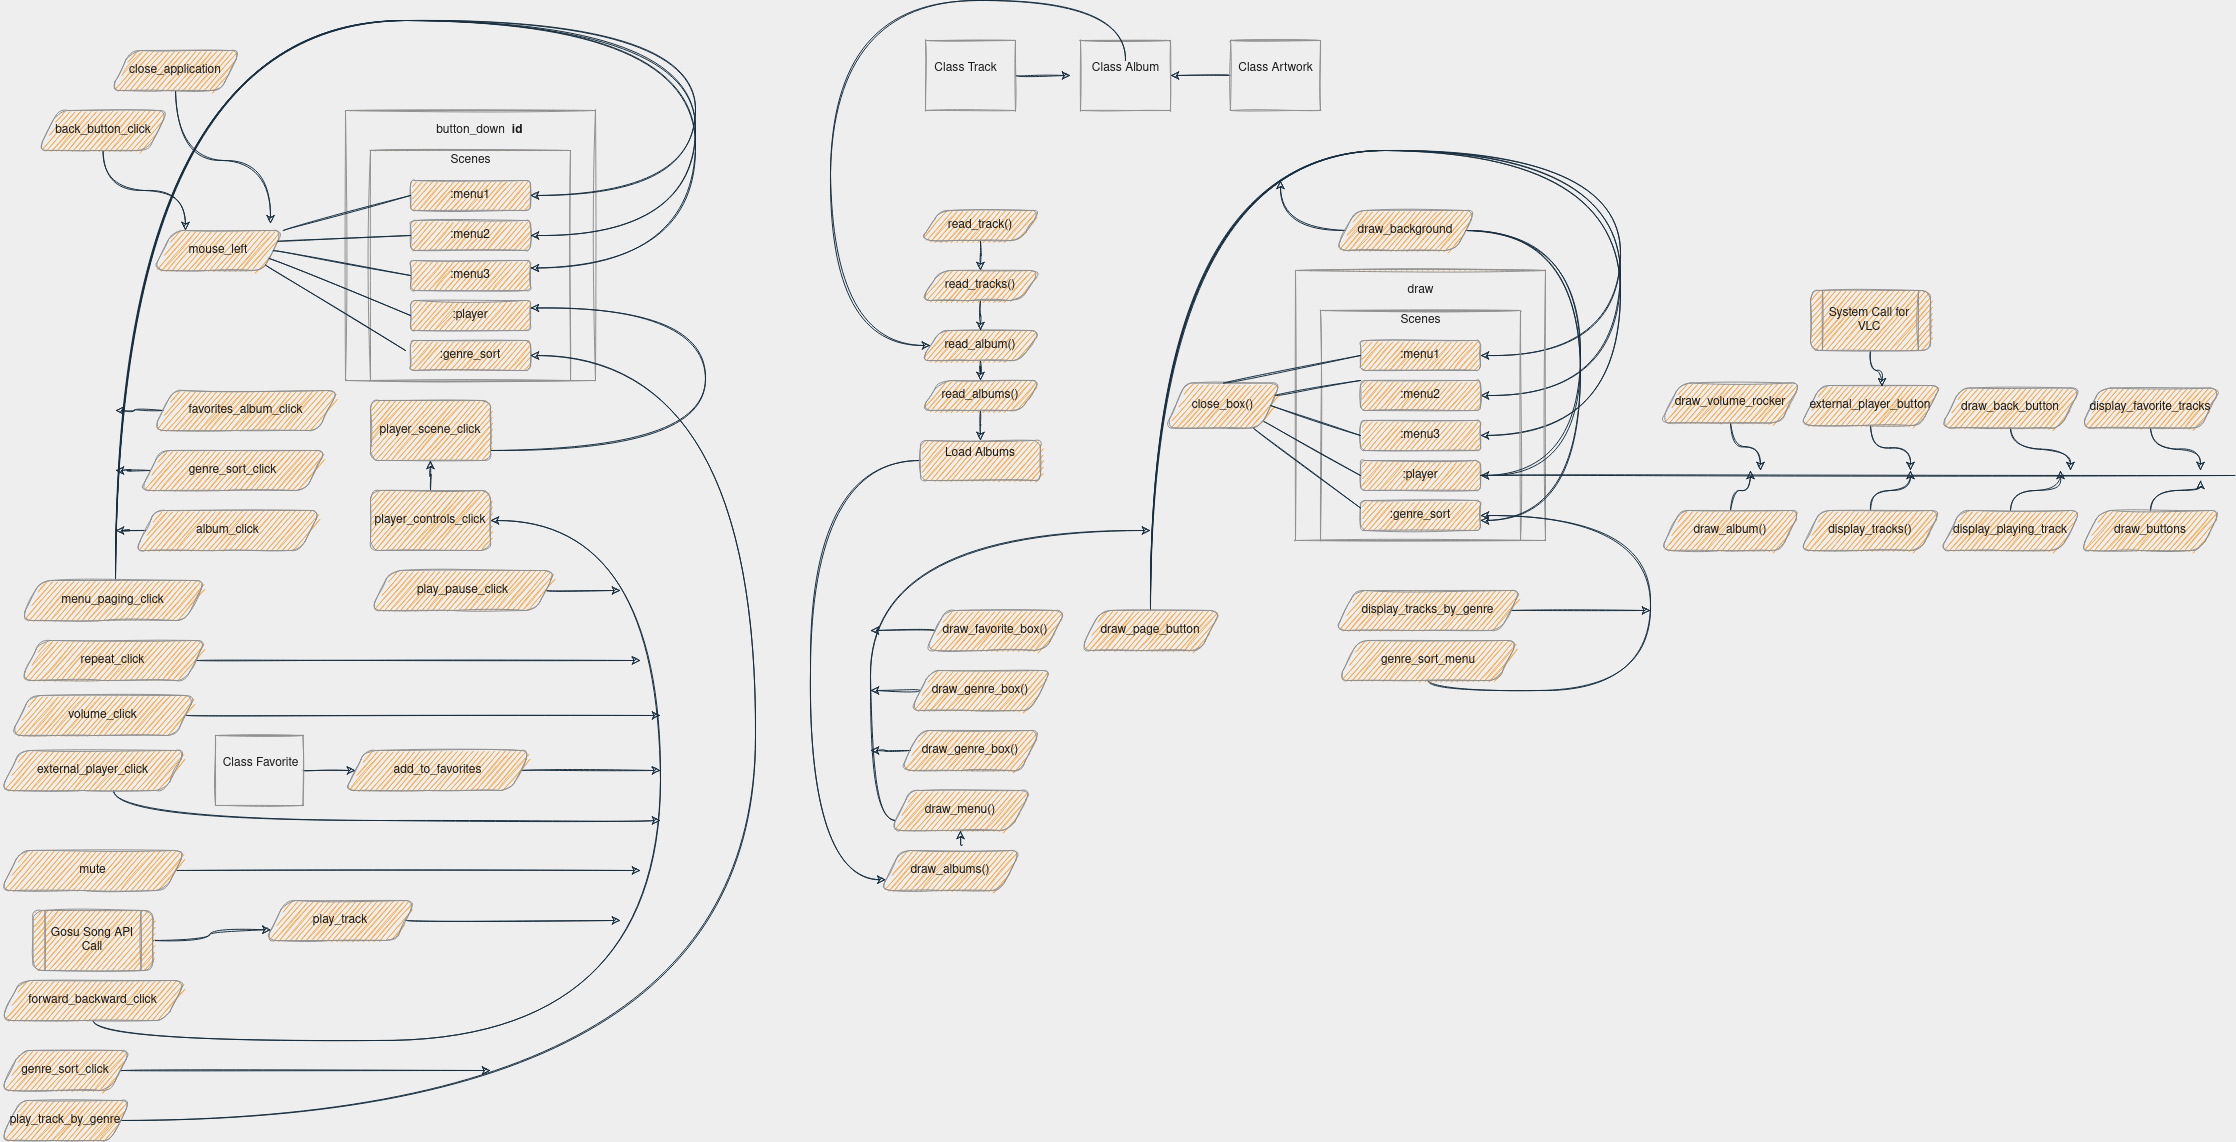 close_application
back_button_click
button_down id
Scenes
:menu1
:menu2
:menu3
:player
:genre_sort
mouse_left
favorites_album_click
genre_sort_click
album_click
menu_paging_click
player_scene_click
player_controls_click
play_pause_click
repeat_click
volume_click
external_player_click
Class Favorite
add_to_favorites
mute
Gosu Song API
Call
play_track
forward_backward_click
genre_sort_click
play_track_by_genre
Class Track
Class Album
Class Artwork
read_track()
read_tracks()
read_album()
read_albums()
Load Albums
draw_favorite_box()
draw_genre_box()
draw_genre_box()
draw_menu()
draw_albums()
draw_page_button
draw_background
draw
Scenes
:menu1
:menu2
:menu3
:player
:genre_sort
close_box()
display_tracks_by_genre
genre_sort_menu
System Call for
VLC
draw_volume_rocker
external_player_button
draw_back_button
display_favorite_tracks
draw_album()
display_tracks()
display_playing_track
draw_buttons